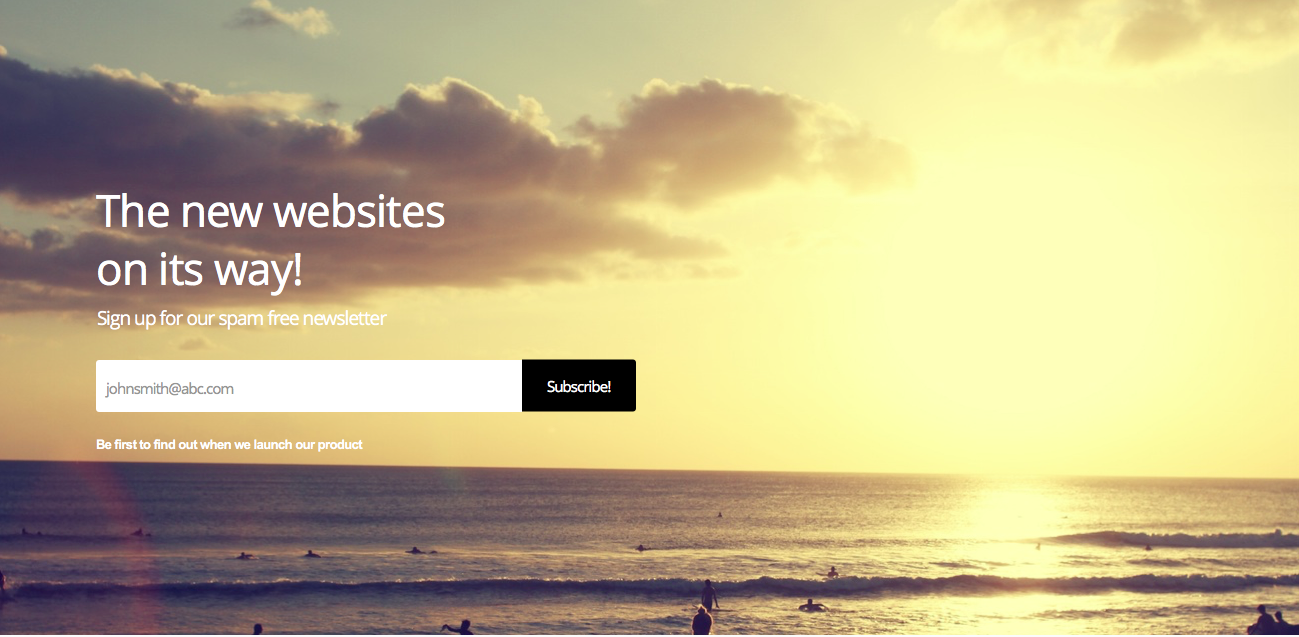 The new websites
on its way!
Sign up for our spam free newsletter
johnsmith@abc.com
Subscribe!
Be first to find out when we launch our product